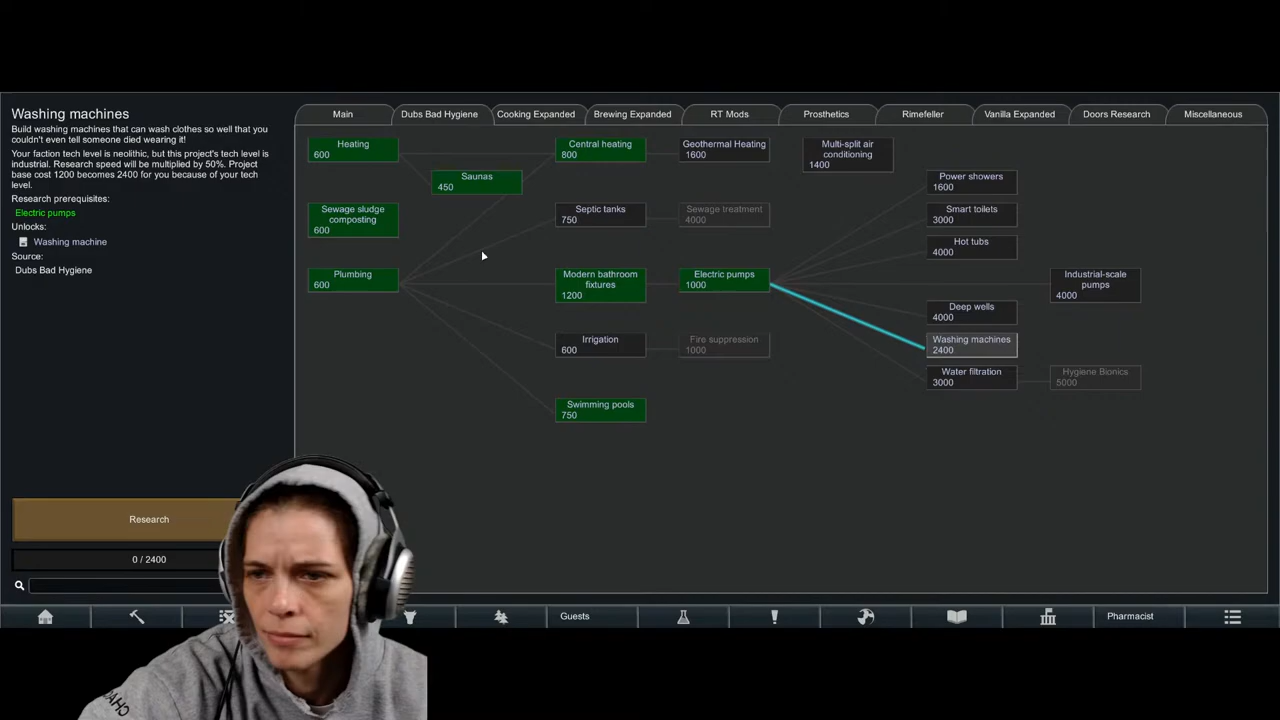 Washing machines
Build washing machines that can wash clothes so well that you
couldn't even tell someone died wearing it!
Your faction tech level is neolithic, but this project's tech level is
industrial. Research speed will be multiplied by 50%. Project
base cost 1200 becomes 2400 for you because of your tech
level.
Research prerequisites:
Electric pumps
Unlocks:
Washing machine
Source:
Dubs Bad Hygiene
Research
0 / 2400
Main
Dubs Bad Hygiene
Cooking Expanded
Brewing Expanded
RT Mods
Prosthetics
Rimefeller
Vanilla Expanded
Doors Research
Miscellaneous
Heating
600
Saunas
450
Central heating
800
Geothermal Heating
1600
Multi-split air
conditioning
1400
Sewage sludge
composting
600
Septic tanks
750
Sewage treatment
4000
Power showers
1600
Smart toilets
3000
Hot tubs
4000
Plumbing
600
Modern bathroom
fixtures
1200
Electric pumps
1000
Industrial-scale
pumps
4000
Deep wells
4000
Irrigation
600
Fire suppression
1000
Washing machines
2400
Water filtration
3000
Hygiene Bionics
5000
Swimming pools
750
Guests
Pharmacist